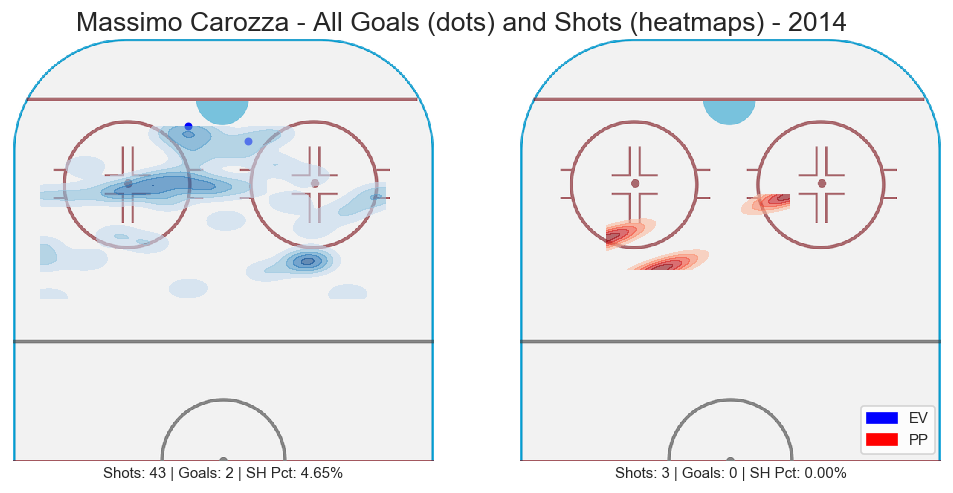 Massimo Carozza - All Goals (dots) and Shots (heatmaps) - 2014
EV
PP
Shots: 43 | Goals: 2 | SH Pct: 4.65%
Shots: 3 | Goals: 0 | SH Pct: 0.00%